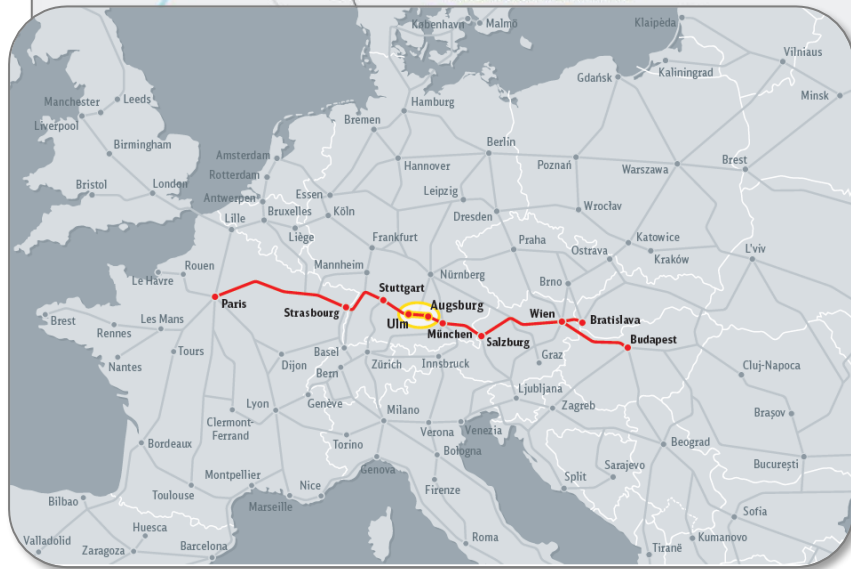 København
Malmö
Klaipėda
Vilniaus
Kaliningrad
Gdańsk
Minsk
Manchester
Leeds
Liverpool
Hamburg
Bremen
Birmingham
Berlin
Amsterdam
Hannover
Poznań
Warszawa
Brest
Rotterdam
Bristol
London
Essen
Leipzig
Antwerpen
Bruxelles
Köln
Dresden
Wrocław
Lille
Liège
Frankfurt
Praha
Katowice
Ostrava
Kraków
L'viv
Rouen
Mannheim
Nürnberg
Le Havre
Brno
Stuttgart
Paris
Augsburg
Strasbourg
Wien
Bratislava
Brest
Le Mans
Rennes
Ulm
München
Salzburg
Budapest
Tours
Basel
Graz
Nantes
Dijon
Zürich
Innsbruck
Bern
Cluj-Napoca
Ljubljana
Genève
Lyon
Milano
Zagreb
Clermont-
Ferrand
Verona
Venezia
Brașov
Bordeaux
Torino
Bologna
Beograd
Genova
Sarajevo
București
Montpellier
Nice
Split
Toulouse
Firenze
Bilbao
Marseille
Sofia
Huesca
Valladolid
Zaragoza
Barcelona
Roma
Kumanovo
Tiranë